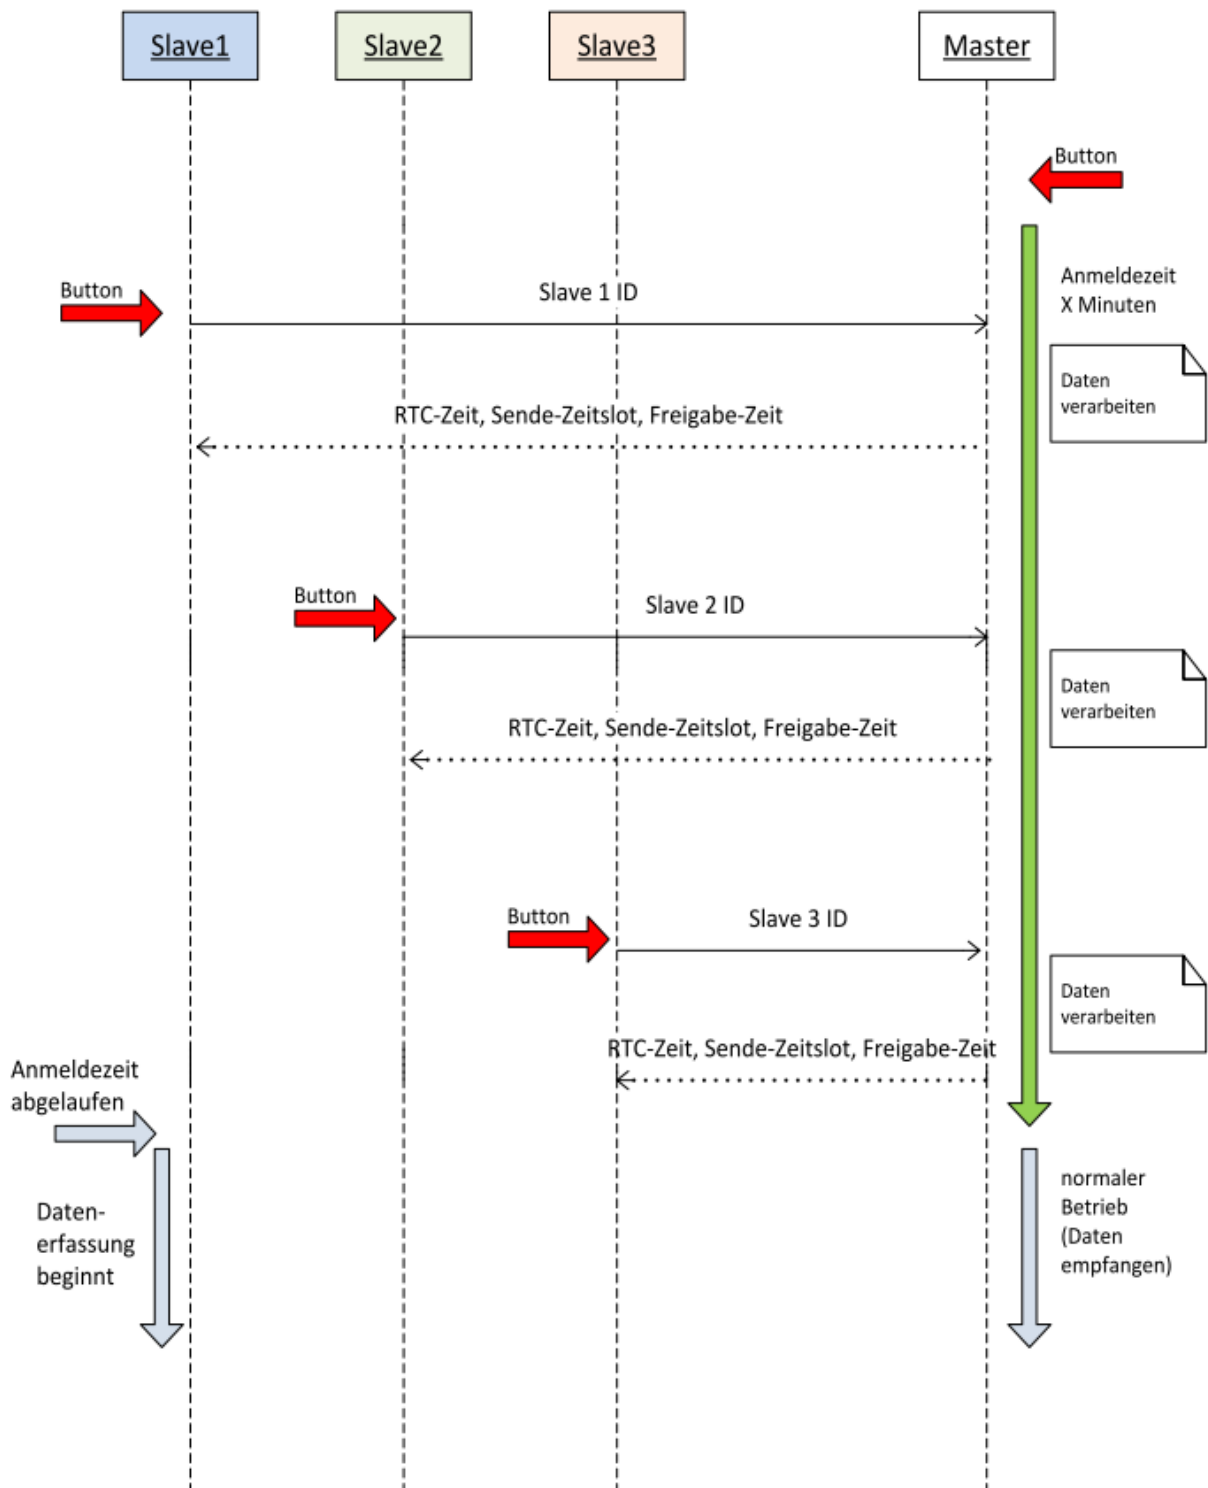 Slave1
Slave2
Slave3
Master
Button
Anmeldezeit
X Minuten
Button
Slave 1 ID
Daten
verarbeiten
RTC-Zeit, Sende-Zeitslot, Freigabe-Zeit
Button
Slave 2 ID
Daten
verarbeiten
RTC-Zeit, Sende-Zeitslot, Freigabe-Zeit
Button
Slave 3 ID
Daten
verarbeiten
RTC-Zeit, Sende-Zeitslot, Freigabe-Zeit
Anmeldezeit
abgelaufen
Daten-
erfassung
beginnt
normaler
Betrieb
(Daten
empfangen)